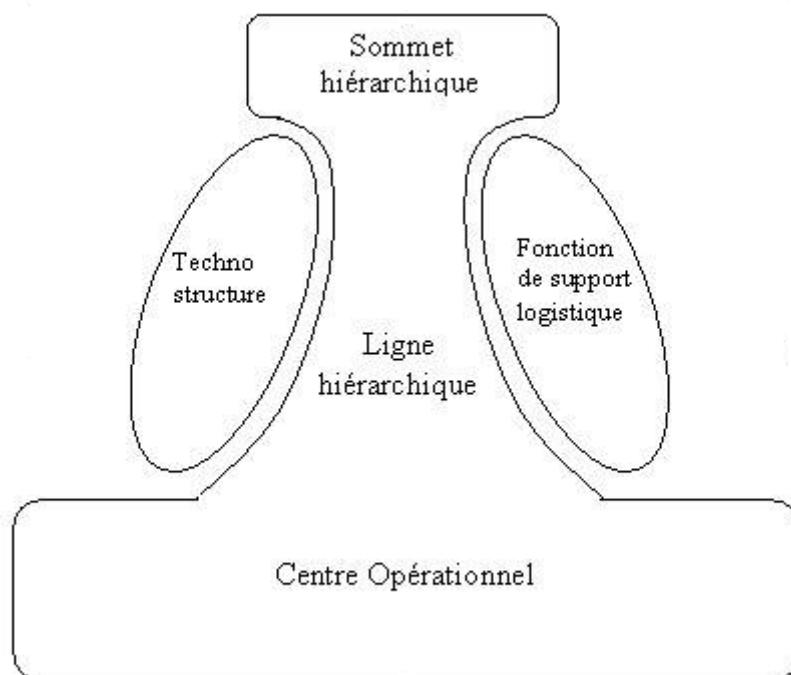 Sommet
hiérarchique
Techno
structure
Fonction
de support
logistique
Ligne
hiérarchique
Centre Opérationnel